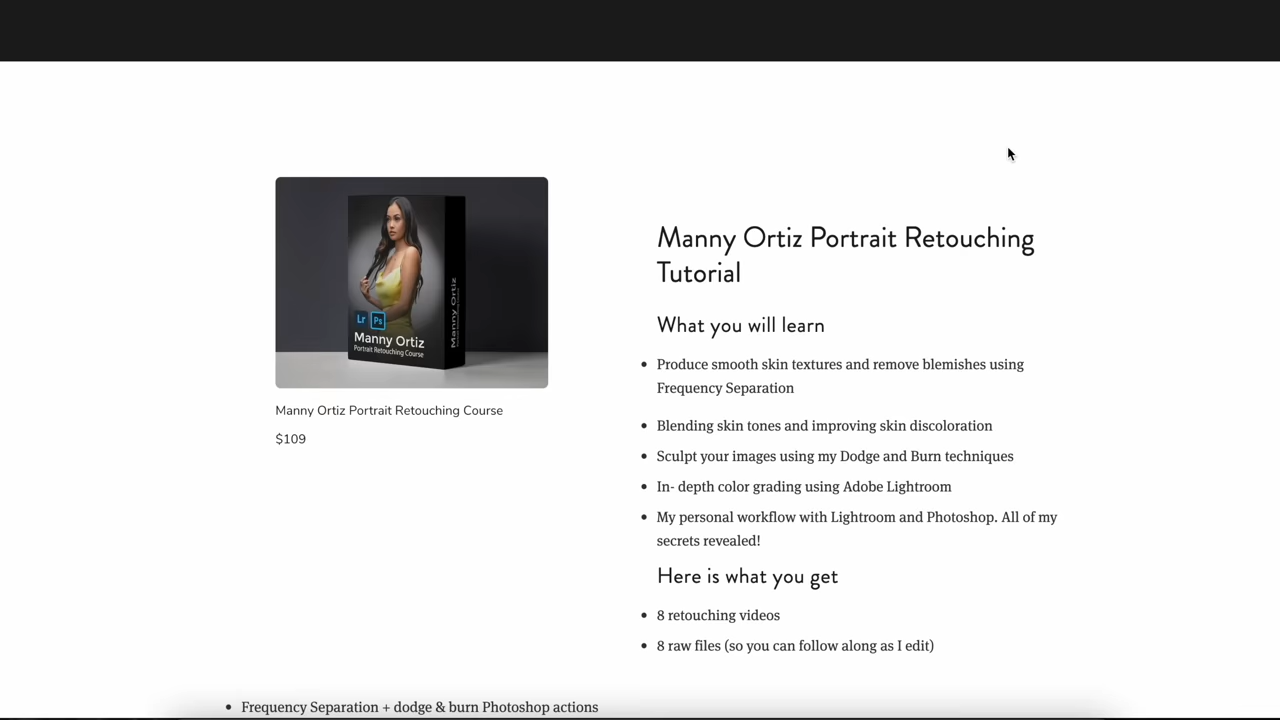 Lr Ps
Manny Ortiz
Portrait Retouching Course
Manny Ortiz
Manny Ortiz Portrait Retouching Course
$109
Manny Ortiz Portrait Retouching
Tutorial
What you will learn
• Produce smooth skin textures and remove blemishes using
Frequency Separation
• Blending skin tones and improving skin discoloration
• Sculpt your images using my Dodge and Burn techniques
• In- depth color grading using Adobe Lightroom
• My personal workflow with Lightroom and Photoshop. All of my
secrets revealed!
Here is what you get
• 8 retouching videos
• 8 raw files (so you can follow along as I edit)
• Frequency Separation + dodge & burn Photoshop actions